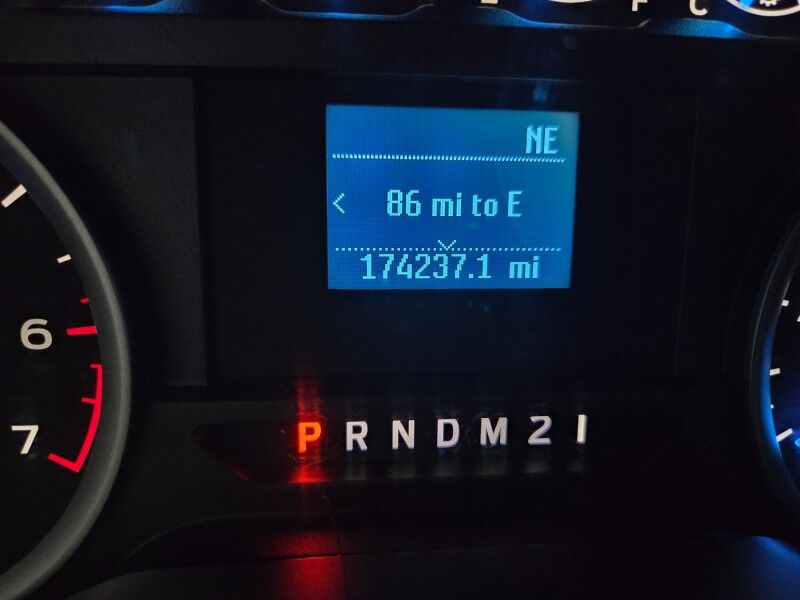 F C
NE
< 86 mi to E
174237.1 mi
6
7
P R N D M 2 1